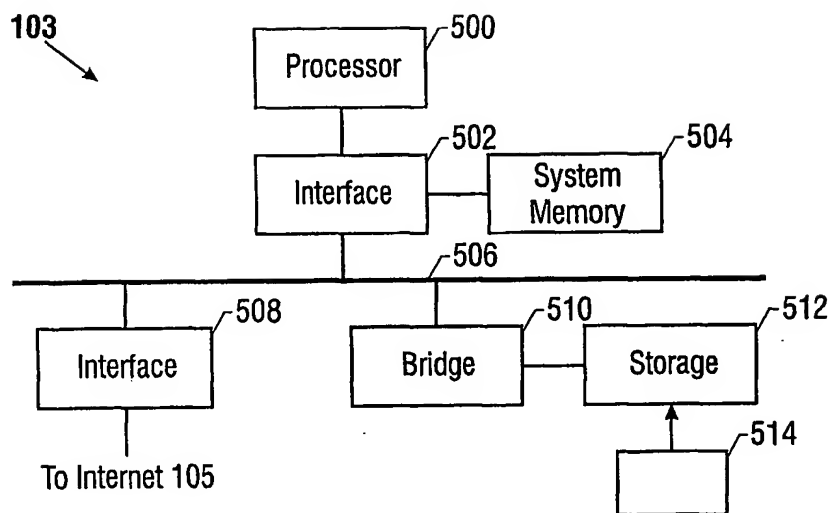 103
500
Processor
502
504
Interface
System
Memory
506
508
510
512
Interface
Bridge
Storage
514
To Internet 105